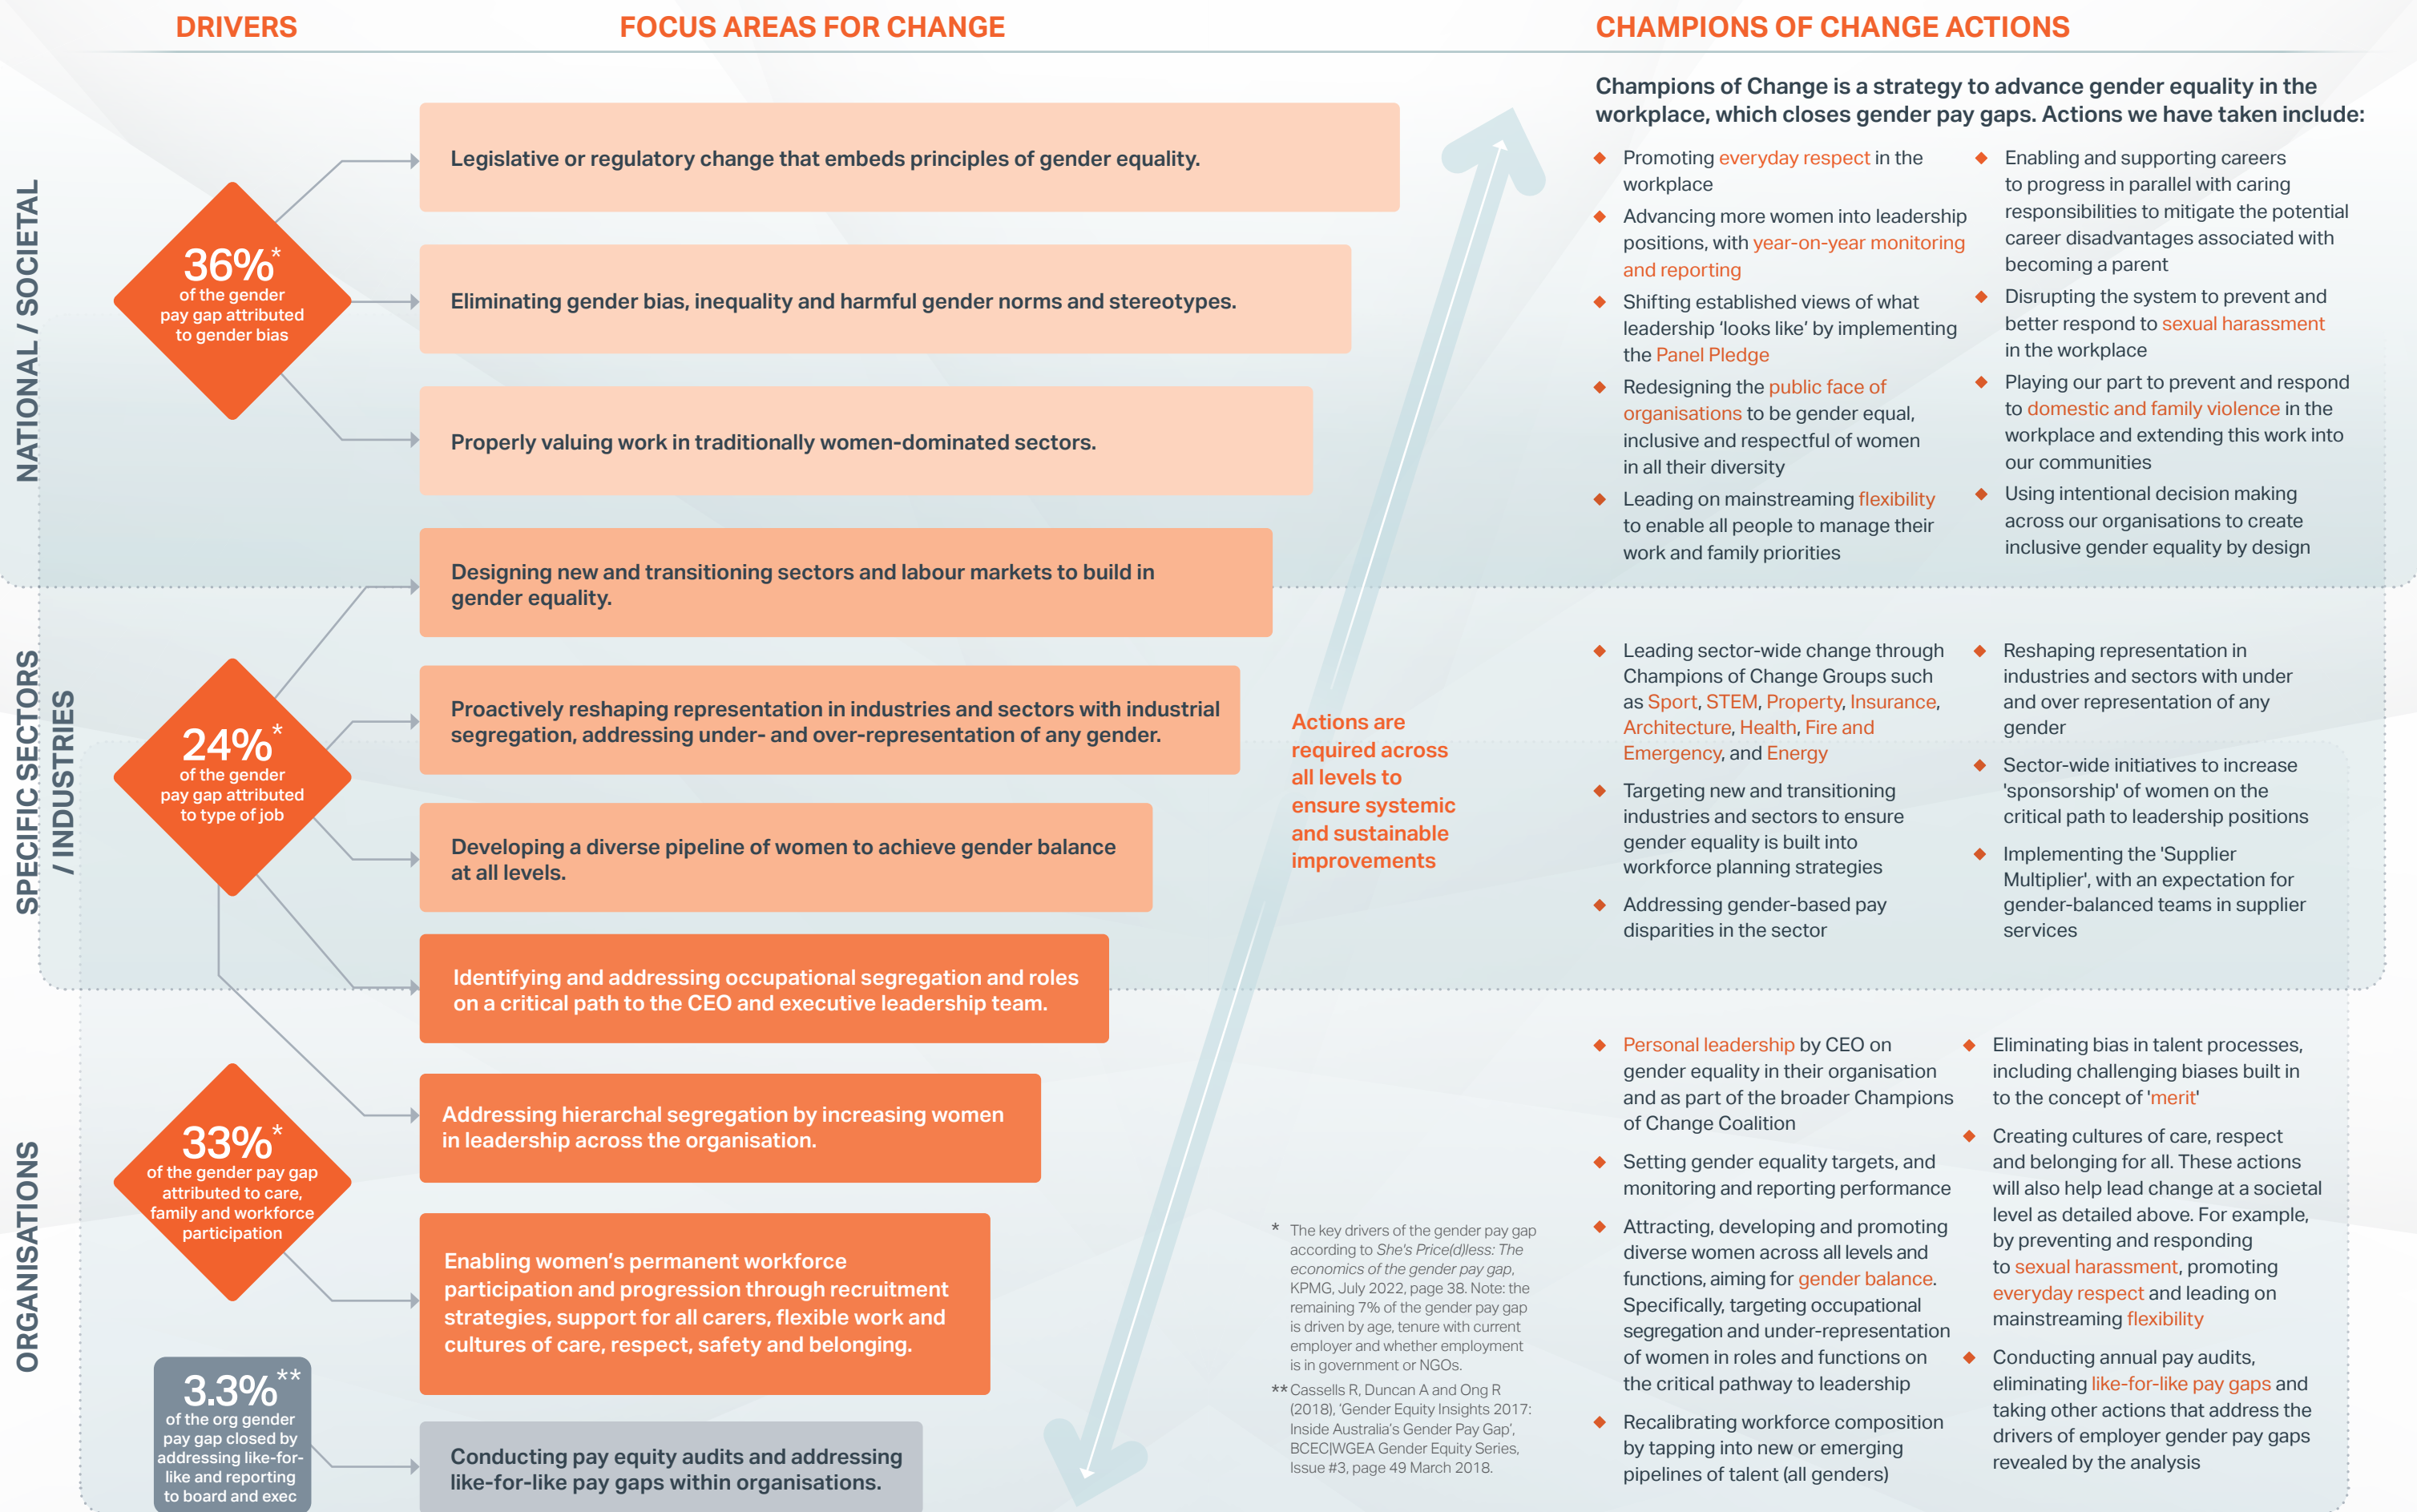 DRIVERS
FOCUS AREAS FOR CHANGE
CHAMPIONS OF CHANGE ACTIONS
NATIONAL / SOCIETAL
36%*
of the gender
pay gap attributed
to gender bias
Legislative or regulatory change that embeds principles of gender equality.
Eliminating gender bias, inequality and harmful gender norms and stereotypes.
Properly valuing work in traditionally women-dominated sectors.
Champions of Change is a strategy to advance gender equality in the
workplace, which closes gender pay gaps. Actions we have taken include:
Promoting everyday respect in the
workplace
Advancing more women into leadership
positions, with year-on-year monitoring
and reporting
Shifting established views of what
leadership ‘looks like’ by implementing
the Panel Pledge
Redesigning the public face of
organisations to be gender equal,
inclusive and respectful of women
in all their diversity
Leading on mainstreaming flexibility
to enable all people to manage their
work and family priorities
Enabling and supporting careers
to progress in parallel with caring
responsibilities to mitigate the potential
career disadvantages associated with
becoming a parent
Disrupting the system to prevent and
better respond to sexual harassment
in the workplace
Playing our part to prevent and respond
to domestic and family violence in the
workplace and extending this work into
our communities
Using intentional decision making
across our organisations to create
inclusive gender equality by design
SPECIFIC SECTORS
/ INDUSTRIES
24%*
of the gender
pay gap attributed
to type of job
Designing new and transitioning sectors and labour markets to build in
gender equality.
Proactively reshaping representation in industries and sectors with industrial
segregation, addressing under- and over-representation of any gender.
Developing a diverse pipeline of women to achieve gender balance
at all levels.
Identifying and addressing occupational segregation and roles
on a critical path to the CEO and executive leadership team.
Addressing hierarchal segregation by increasing women
in leadership across the organisation.
Actions are
required across
all levels to
ensure systemic
and sustainable
improvements
Leading sector-wide change through
Champions of Change Groups such
as Sport, STEM, Property, Insurance,
Architecture, Health, Fire and
Emergency, and Energy
Targeting new and transitioning
industries and sectors to ensure
gender equality is built into
workforce planning strategies
Addressing gender-based pay
disparities in the sector
Reshaping representation in
industries and sectors with under
and over representation of any
gender
Sector-wide initiatives to increase
'sponsorship' of women on the
critical path to leadership positions
Implementing the 'Supplier
Multiplier', with an expectation for
gender-balanced teams in supplier
services
ORGANISATIONS
33%*
of the gender pay gap
attributed to care,
family and workforce
participation
Enabling women’s permanent workforce
participation and progression through recruitment
strategies, support for all carers, flexible work and
cultures of care, respect, safety and belonging.
3.3%**
of the org gender
pay gap closed by
addressing like-for-
like and reporting
to board and exec
Conducting pay equity audits and addressing
like-for-like pay gaps within organisations.
* The key drivers of the gender pay gap
according to She's Price(d)less: The
economics of the gender pay gap,
KPMG, July 2022, page 38. Note: the
remaining 7% of the gender pay gap
is driven by age, tenure with current
employer and whether employment
is in government or NGOs.
** Cassells R, Duncan A and Ong R
(2018), ‘Gender Equity Insights 2017:
Inside Australia’s Gender Pay Gap’,
BCEC|WGEA Gender Equity Series,
Issue #3, page 49 March 2018.
Personal leadership by CEO on
gender equality in their organisation
and as part of the broader Champions
of Change Coalition
Setting gender equality targets, and
monitoring and reporting performance
Attracting, developing and promoting
diverse women across all levels and
functions, aiming for gender balance.
Specifically, targeting occupational
segregation and under-representation
of women in roles and functions on
the critical pathway to leadership
Recalibrating workforce composition
by tapping into new or emerging
pipelines of talent (all genders)
Eliminating bias in talent processes,
including challenging biases built in
to the concept of 'merit'
Creating cultures of care, respect
and belonging for all. These actions
will also help lead change at a societal
level as detailed above. For example,
by preventing and responding
to sexual harassment, promoting
everyday respect and leading on
mainstreaming flexibility
Conducting annual pay audits,
eliminating like-for-like pay gaps and
taking other actions that address the
drivers of employer gender pay gaps
revealed by the analysis